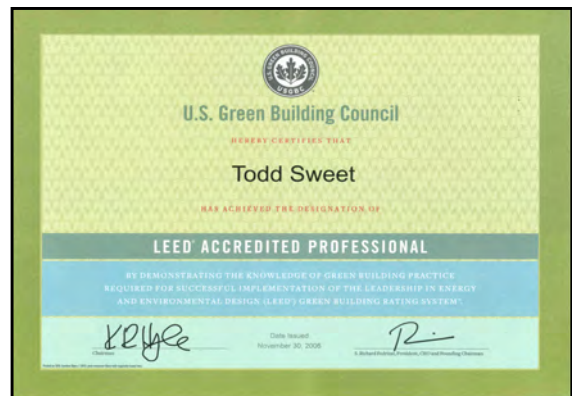 U.S. GREEN BUILDING COUNCIL
USGBC
U.S. Green Building Council
HEREBY CERTIFIES THAT
Todd Sweet
HAS ACHIEVED THE DESIGNATION OF
LEED® ACCREDITED PROFESSIONAL
BY DEMONSTRATING THE KNOWLEDGE OF GREEN BUILDING PRACTICE
REQUIRED FOR SUCCESSFUL IMPLEMENTATION OF THE LEADERSHIP IN ENERGY
AND ENVIRONMENTAL DESIGN (LEED®) GREEN BUILDING RATING SYSTEM™.
Date Issued
November 30, 2006
Chairman
S. Richard Fedrizzi, President, CEO and Founding Chairman